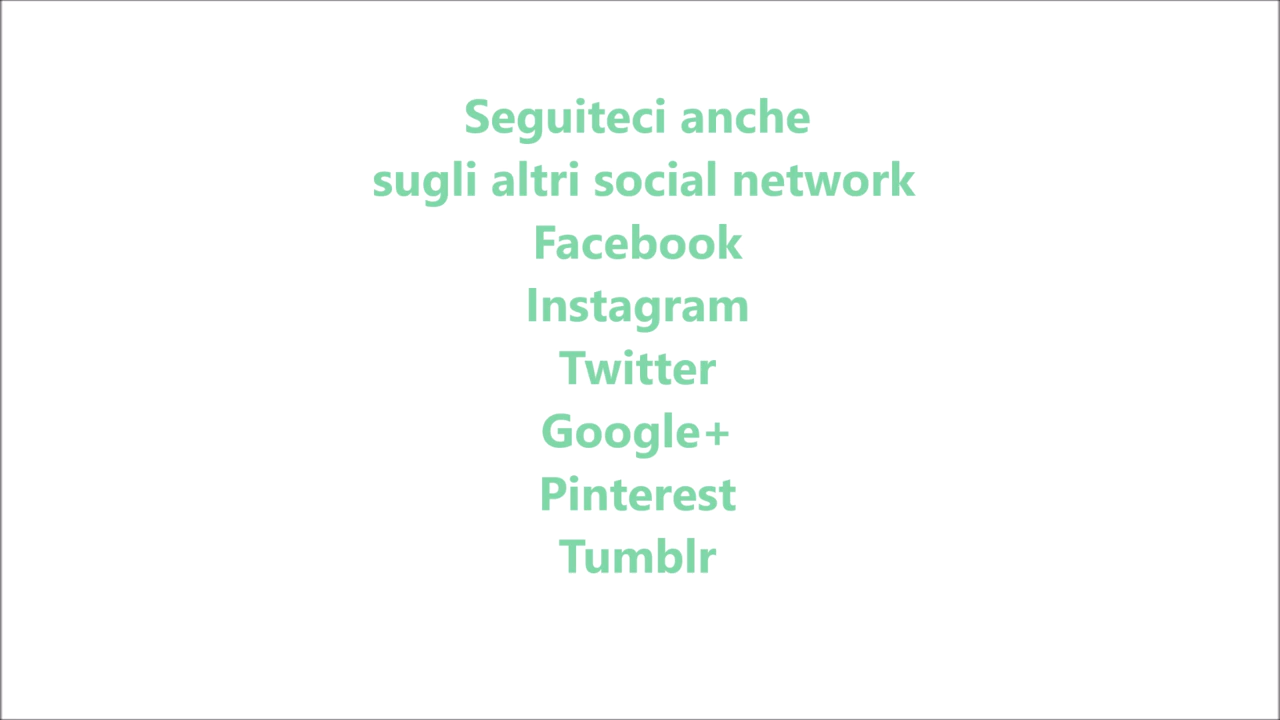 Seguiteci anche
sugli altri social network
Facebook
Instagram
Twitter
Google+
Pinterest
Tumblr